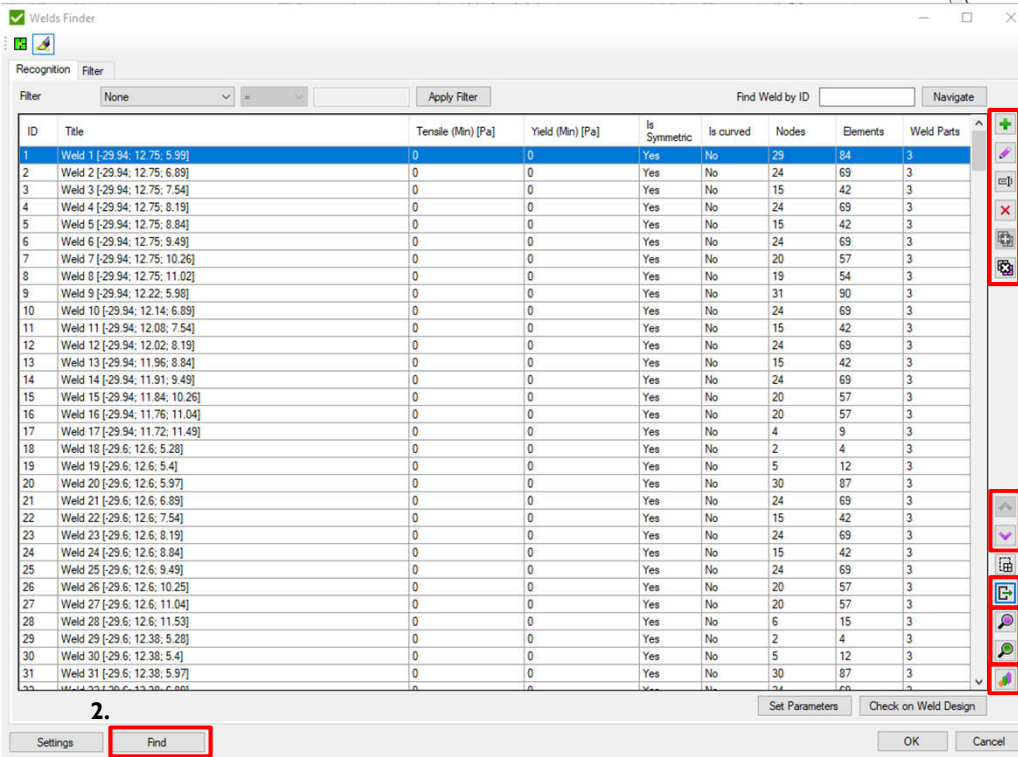 Welds Finder
Recognition Filter
Filter None = Apply Filter Find Weld by ID Navigate
ID Title Tensile (Min) [Pa] Yield (Min) [Pa] Is Symmetric Is curved Nodes Elements Weld Parts
1 Weld 1 [-29.94; 12.75; 5.99] 0 0 Yes No 29 84 3
2 Weld 2 [-29.94; 12.75; 6.89] 0 0 Yes No 24 69 3
3 Weld 3 [-29.94; 12.75; 7.54] 0 0 Yes No 15 42 3
4 Weld 4 [-29.94; 12.75; 8.19] 0 0 Yes No 24 69 3
5 Weld 5 [-29.94; 12.75; 8.84] 0 0 Yes No 15 42 3
6 Weld 6 [-29.94; 12.75; 9.49] 0 0 Yes No 24 69 3
7 Weld 7 [-29.94; 12.75; 10.26] 0 0 Yes No 20 57 3
8 Weld 8 [-29.94; 12.75; 11.02] 0 0 Yes No 19 54 3
9 Weld 9 [-29.94; 12.22; 5.98] 0 0 Yes No 31 90 3
10 Weld 10 [-29.94; 12.14; 6.89] 0 0 Yes No 24 69 3
11 Weld 11 [-29.94; 12.08; 7.54] 0 0 Yes No 15 42 3
12 Weld 12 [-29.94; 12.02; 8.19] 0 0 Yes No 24 69 3
13 Weld 13 [-29.94; 11.96; 8.84] 0 0 Yes No 15 42 3
14 Weld 14 [-29.94; 11.91; 9.49] 0 0 Yes No 24 69 3
15 Weld 15 [-29.94; 11.84; 10.26] 0 0 Yes No 20 57 3
16 Weld 16 [-29.94; 11.76; 11.04] 0 0 Yes No 20 57 3
17 Weld 17 [-29.94; 11.72; 11.49] 0 0 Yes No 4 9 3
18 Weld 18 [-29.6; 12.6; 5.28] 0 0 Yes No 2 4 3
19 Weld 19 [-29.6; 12.6; 5.4] 0 0 Yes No 5 12 3
20 Weld 20 [-29.6; 12.6; 5.97] 0 0 Yes No 30 87 3
21 Weld 21 [-29.6; 12.6; 6.89] 0 0 Yes No 24 69 3
22 Weld 22 [-29.6; 12.6; 7.54] 0 0 Yes No 15 42 3
23 Weld 23 [-29.6; 12.6; 8.19] 0 0 Yes No 24 69 3
24 Weld 24 [-29.6; 12.6; 8.84] 0 0 Yes No 15 42 3
25 Weld 25 [-29.6; 12.6; 9.49] 0 0 Yes No 24 69 3
26 Weld 26 [-29.6; 12.6; 10.25] 0 0 Yes No 20 57 3
27 Weld 27 [-29.6; 12.6; 11.04] 0 0 Yes No 20 57 3
28 Weld 28 [-29.6; 12.6; 11.53] 0 0 Yes No 6 15 3
29 Weld 29 [-29.6; 12.38; 5.28] 0 0 Yes No 2 4 3
30 Weld 30 [-29.6; 12.38; 5.4] 0 0 Yes No 5 12 3
31 Weld 31 [-29.6; 12.38; 5.97] 0 0 Yes No 30 87 3
Set Parameters Check on Weld Design
2.
Settings Find OK Cancel